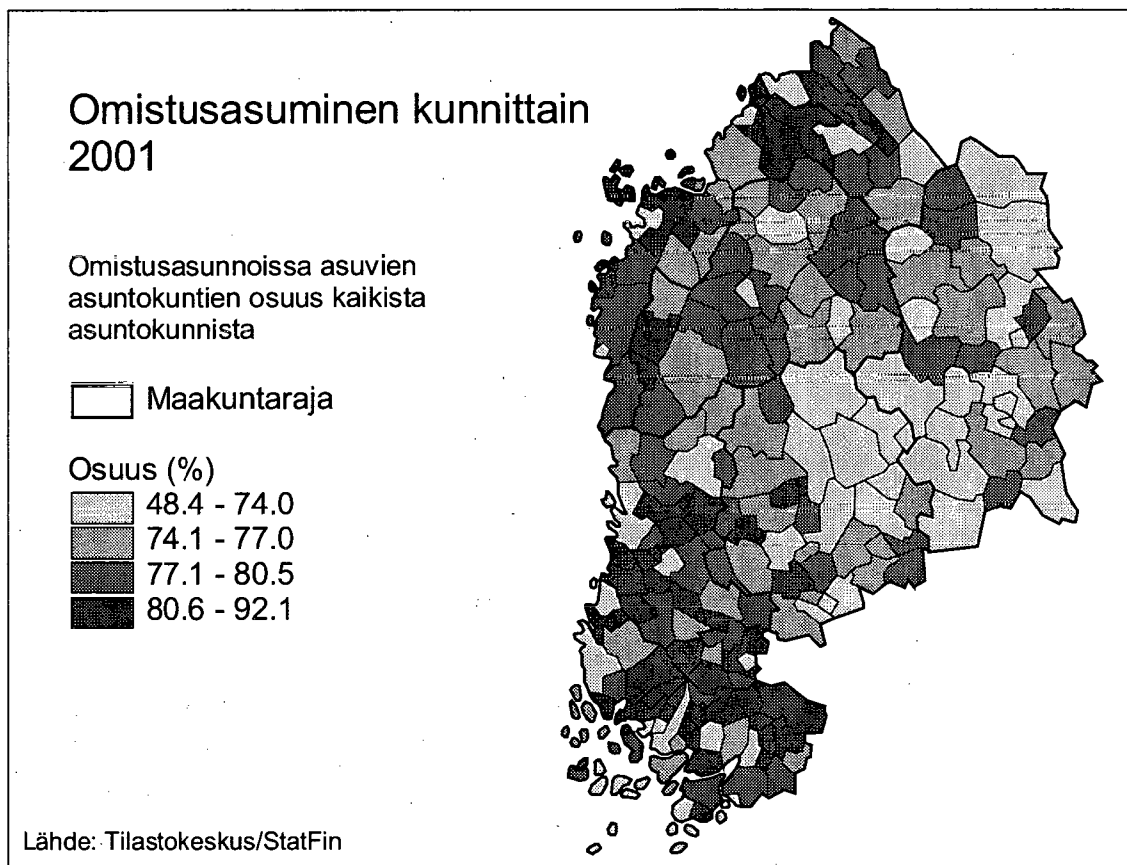 Omistusasuminen kunnittain
2001
Omistusasunnoissa asuvien
asuntokuntien osuus kaikista
asuntokunnista
Maakuntaraja
Osuus (%)
48.4 - 74.0
74.1 - 77.0
77.1 - 80.5
80.6 - 92.1
Lähde: Tilastokeskus/StatFin